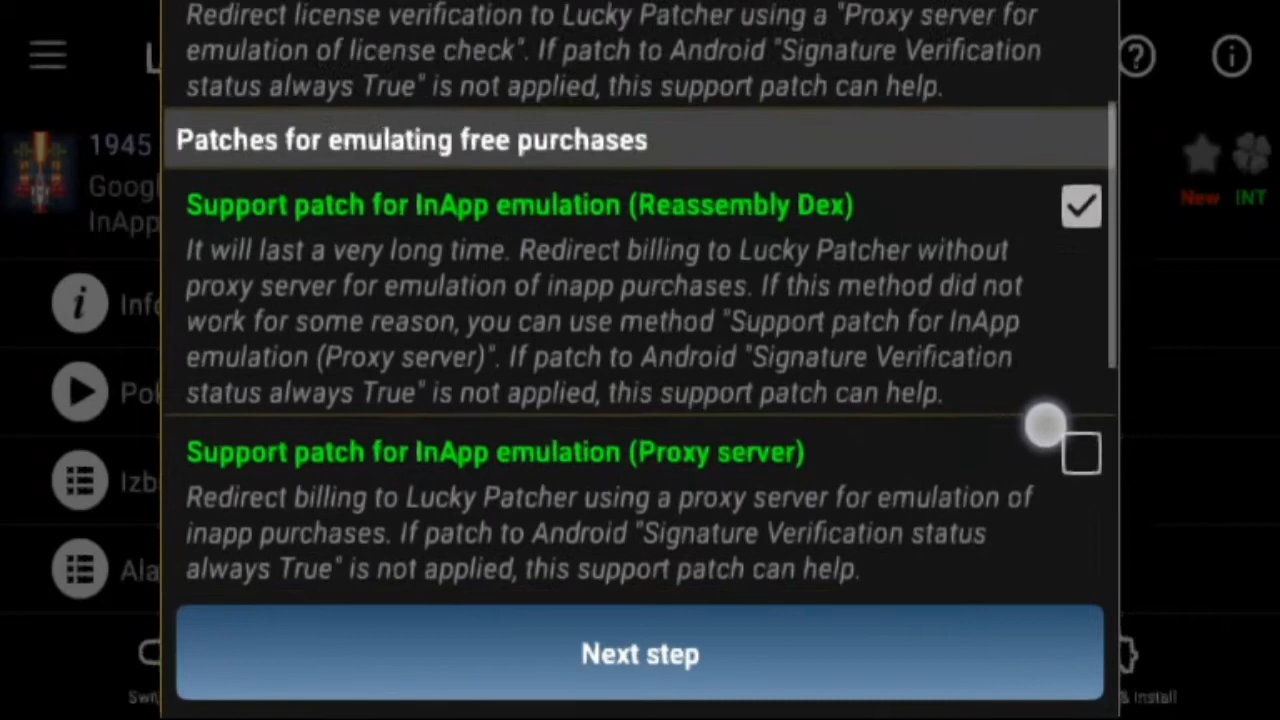 Redirect license verification to Lucky Patcher using a "Proxy server for
emulation of license check". If patch to Android "Signature Verification
status always True" is not applied, this support patch can help.
Patches for emulating free purchases
1945
Googl
InApp
New INT
Support patch for InApp emulation (Reassembly Dex)
It will last a very long time. Redirect billing to Lucky Patcher without
proxy server for emulation of inapp purchases. If this method did not
work for some reason, you can use method "Support patch for InApp
emulation (Proxy server)". If patch to Android "Signature Verification
status always True" is not applied, this support patch can help.
Info
Pok
Izb
Ala
Support patch for InApp emulation (Proxy server)
Redirect billing to Lucky Patcher using a proxy server for emulation of
inapp purchases. If patch to Android "Signature Verification status
always True" is not applied, this support patch can help.
Next step
& Install